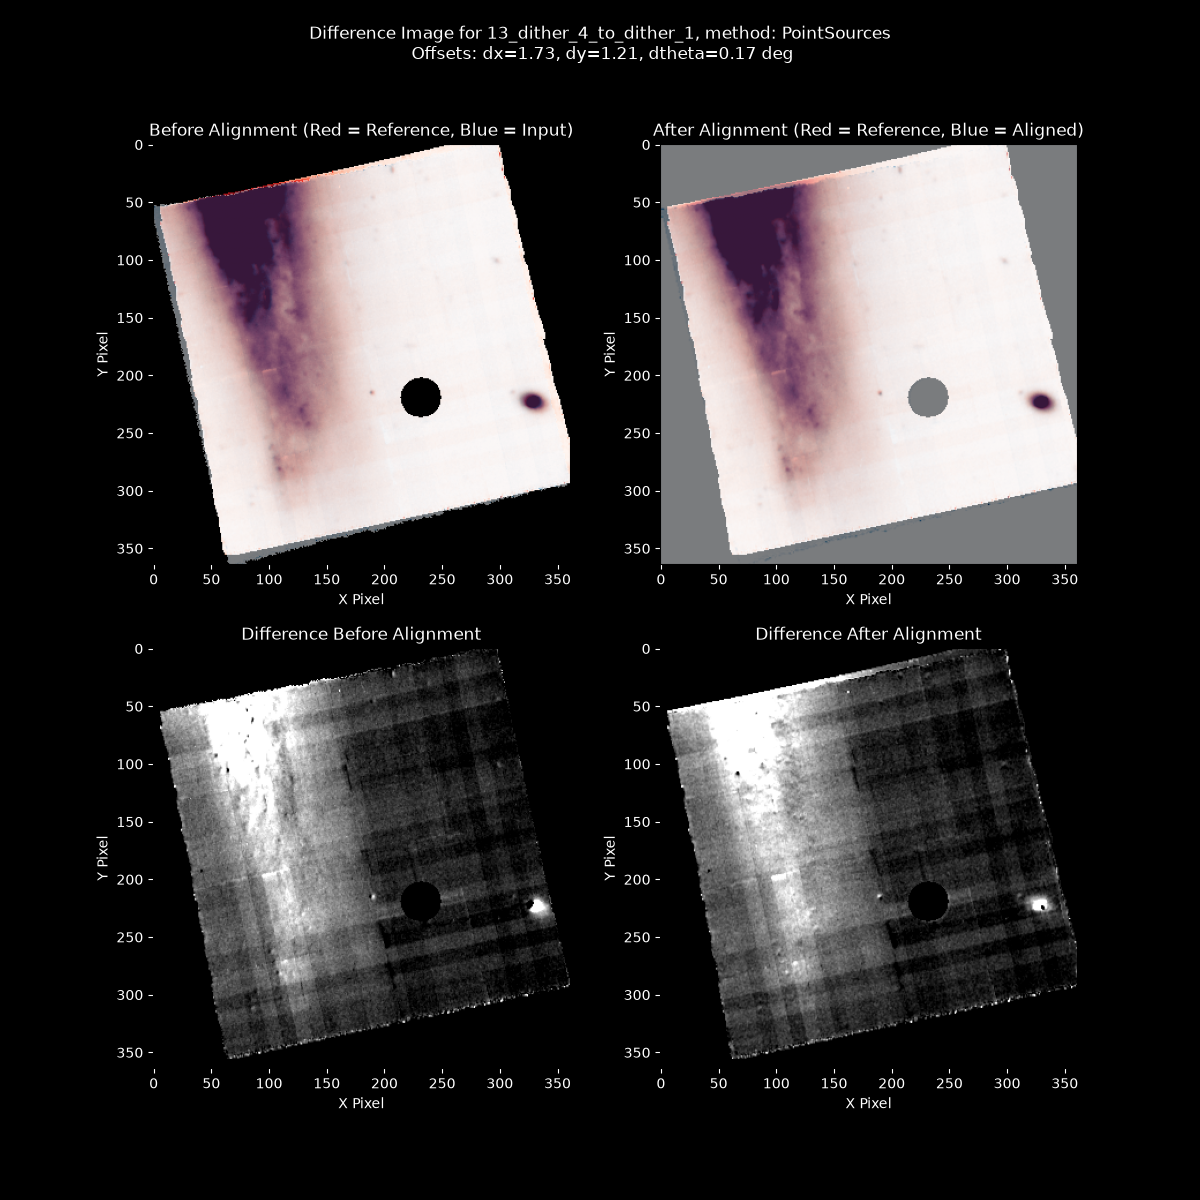 Difference Image for 13_dither_4_to_dither_1, method: PointSources
Offsets: dx=1.73, dy=1.21, dtheta=0.17 deg
Before Alignment (Red = Reference, Blue = Input)
0
50
100
150
200
250
300
350
Y Pixel
0 50 100 150 200 250 300 350
X Pixel
After Alignment (Red = Reference, Blue = Aligned)
0
50
100
150
200
250
300
350
Y Pixel
0 50 100 150 200 250 300 350
X Pixel
Difference Before Alignment
0
50
100
150
200
250
300
350
Y Pixel
0 50 100 150 200 250 300 350
X Pixel
Difference After Alignment
0
50
100
150
200
250
300
350
Y Pixel
0 50 100 150 200 250 300 350
X Pixel